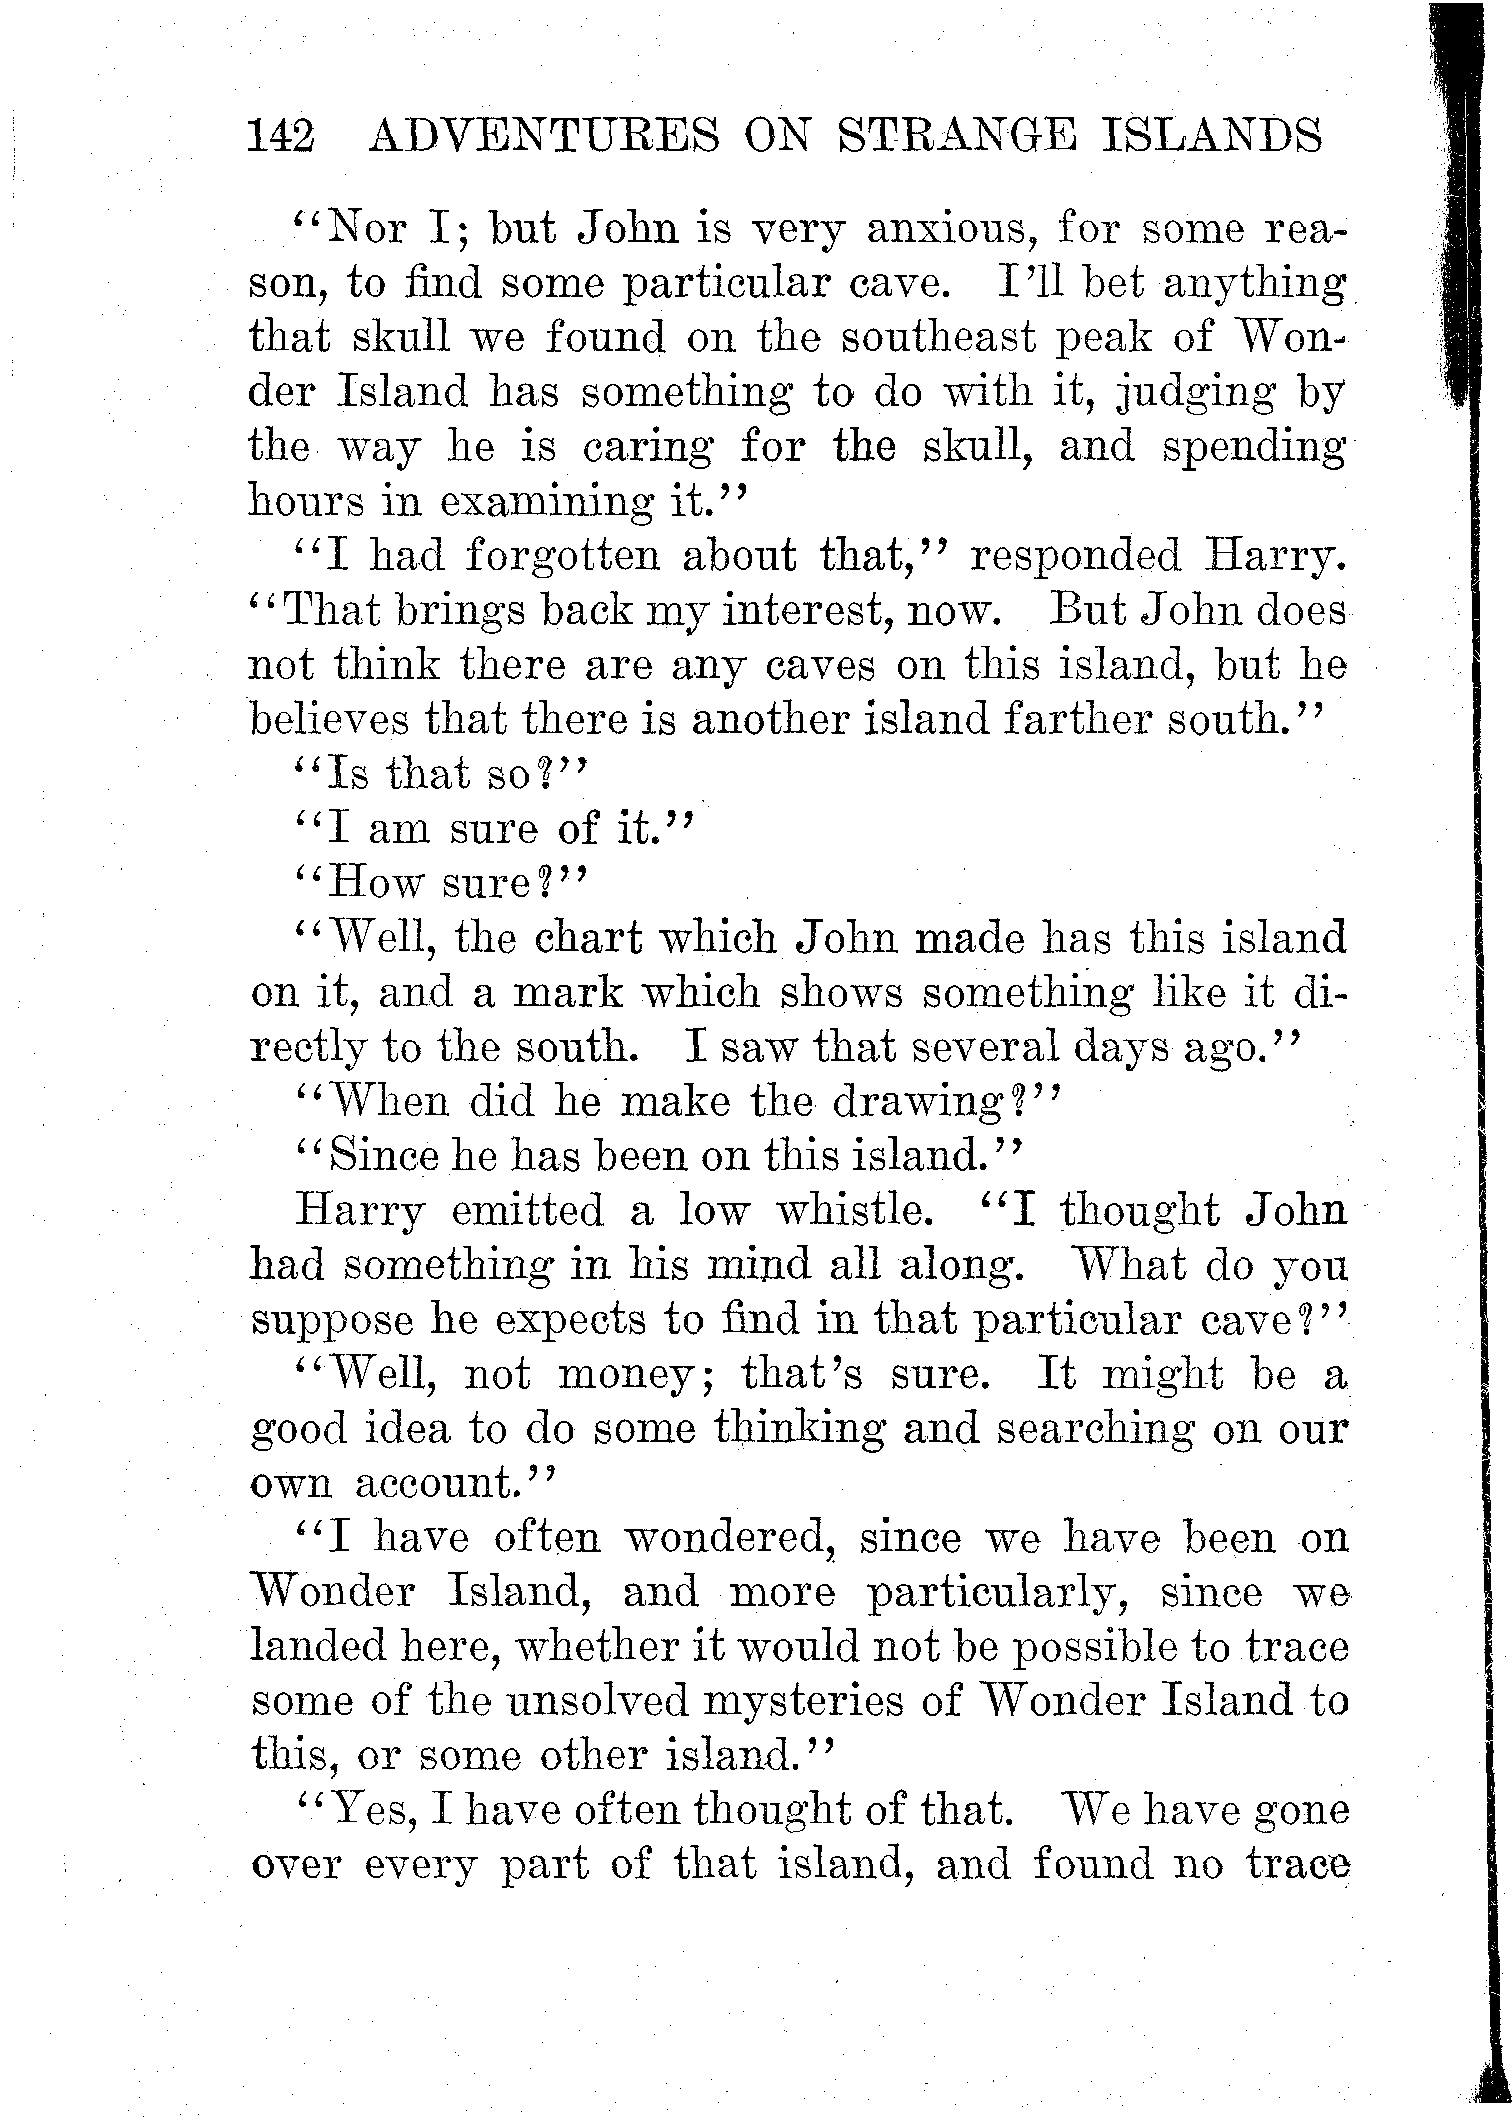 142 ADVENTURES ON STRANGE ISLANDS
"Nor I; but John is very anxious, for some rea-
son, to find some particular cave. I'll bet anything
that skull we found on the southeast peak of Won-
der Island has something to do with it, judging by
the way he is caring for the skull, and spending
hours in examining it."
"I had forgotten about that," responded Harry.
"That brings back my interest, now. But John does
not think there are any caves on this island, but he
believes that there is another island farther south."
"Is that so?"
"I am sure of it."
"How sure?"
"Well, the chart which John made has this island
on it, and a mark which shows something like it di-
rectly to the south. I saw that several days ago."
"When did he make the drawing?"
"Since he has been on this island."
Harry emitted a low whistle. "I thought John
had something in his mind all along. What do you
suppose he expects to find in that particular cave?"
"Well, not money; that's sure. It might be a
good idea to do some thinking and searching on our
own account."
"I have often wondered, since we have been on
Wonder Island, and more particularly, since we
landed here, whether it would not be possible to trace
some of the unsolved mysteries of Wonder Island to
this, or some other island."
"Yes, I have often thought of that. We have gone
over every part of that island, and found no trace